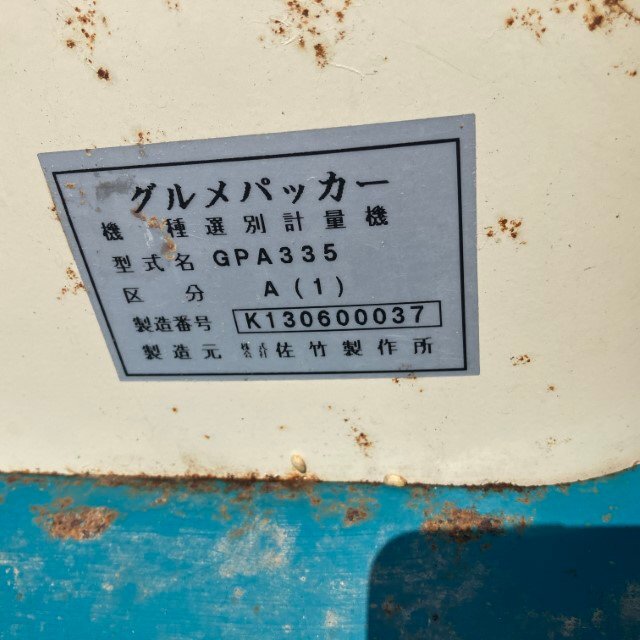 グルメパッカー
機 種 選別計量機
型式名 GPA335
区 分 A(1)
製造番号 K130600037
製造元 株式会社 佐竹製作所